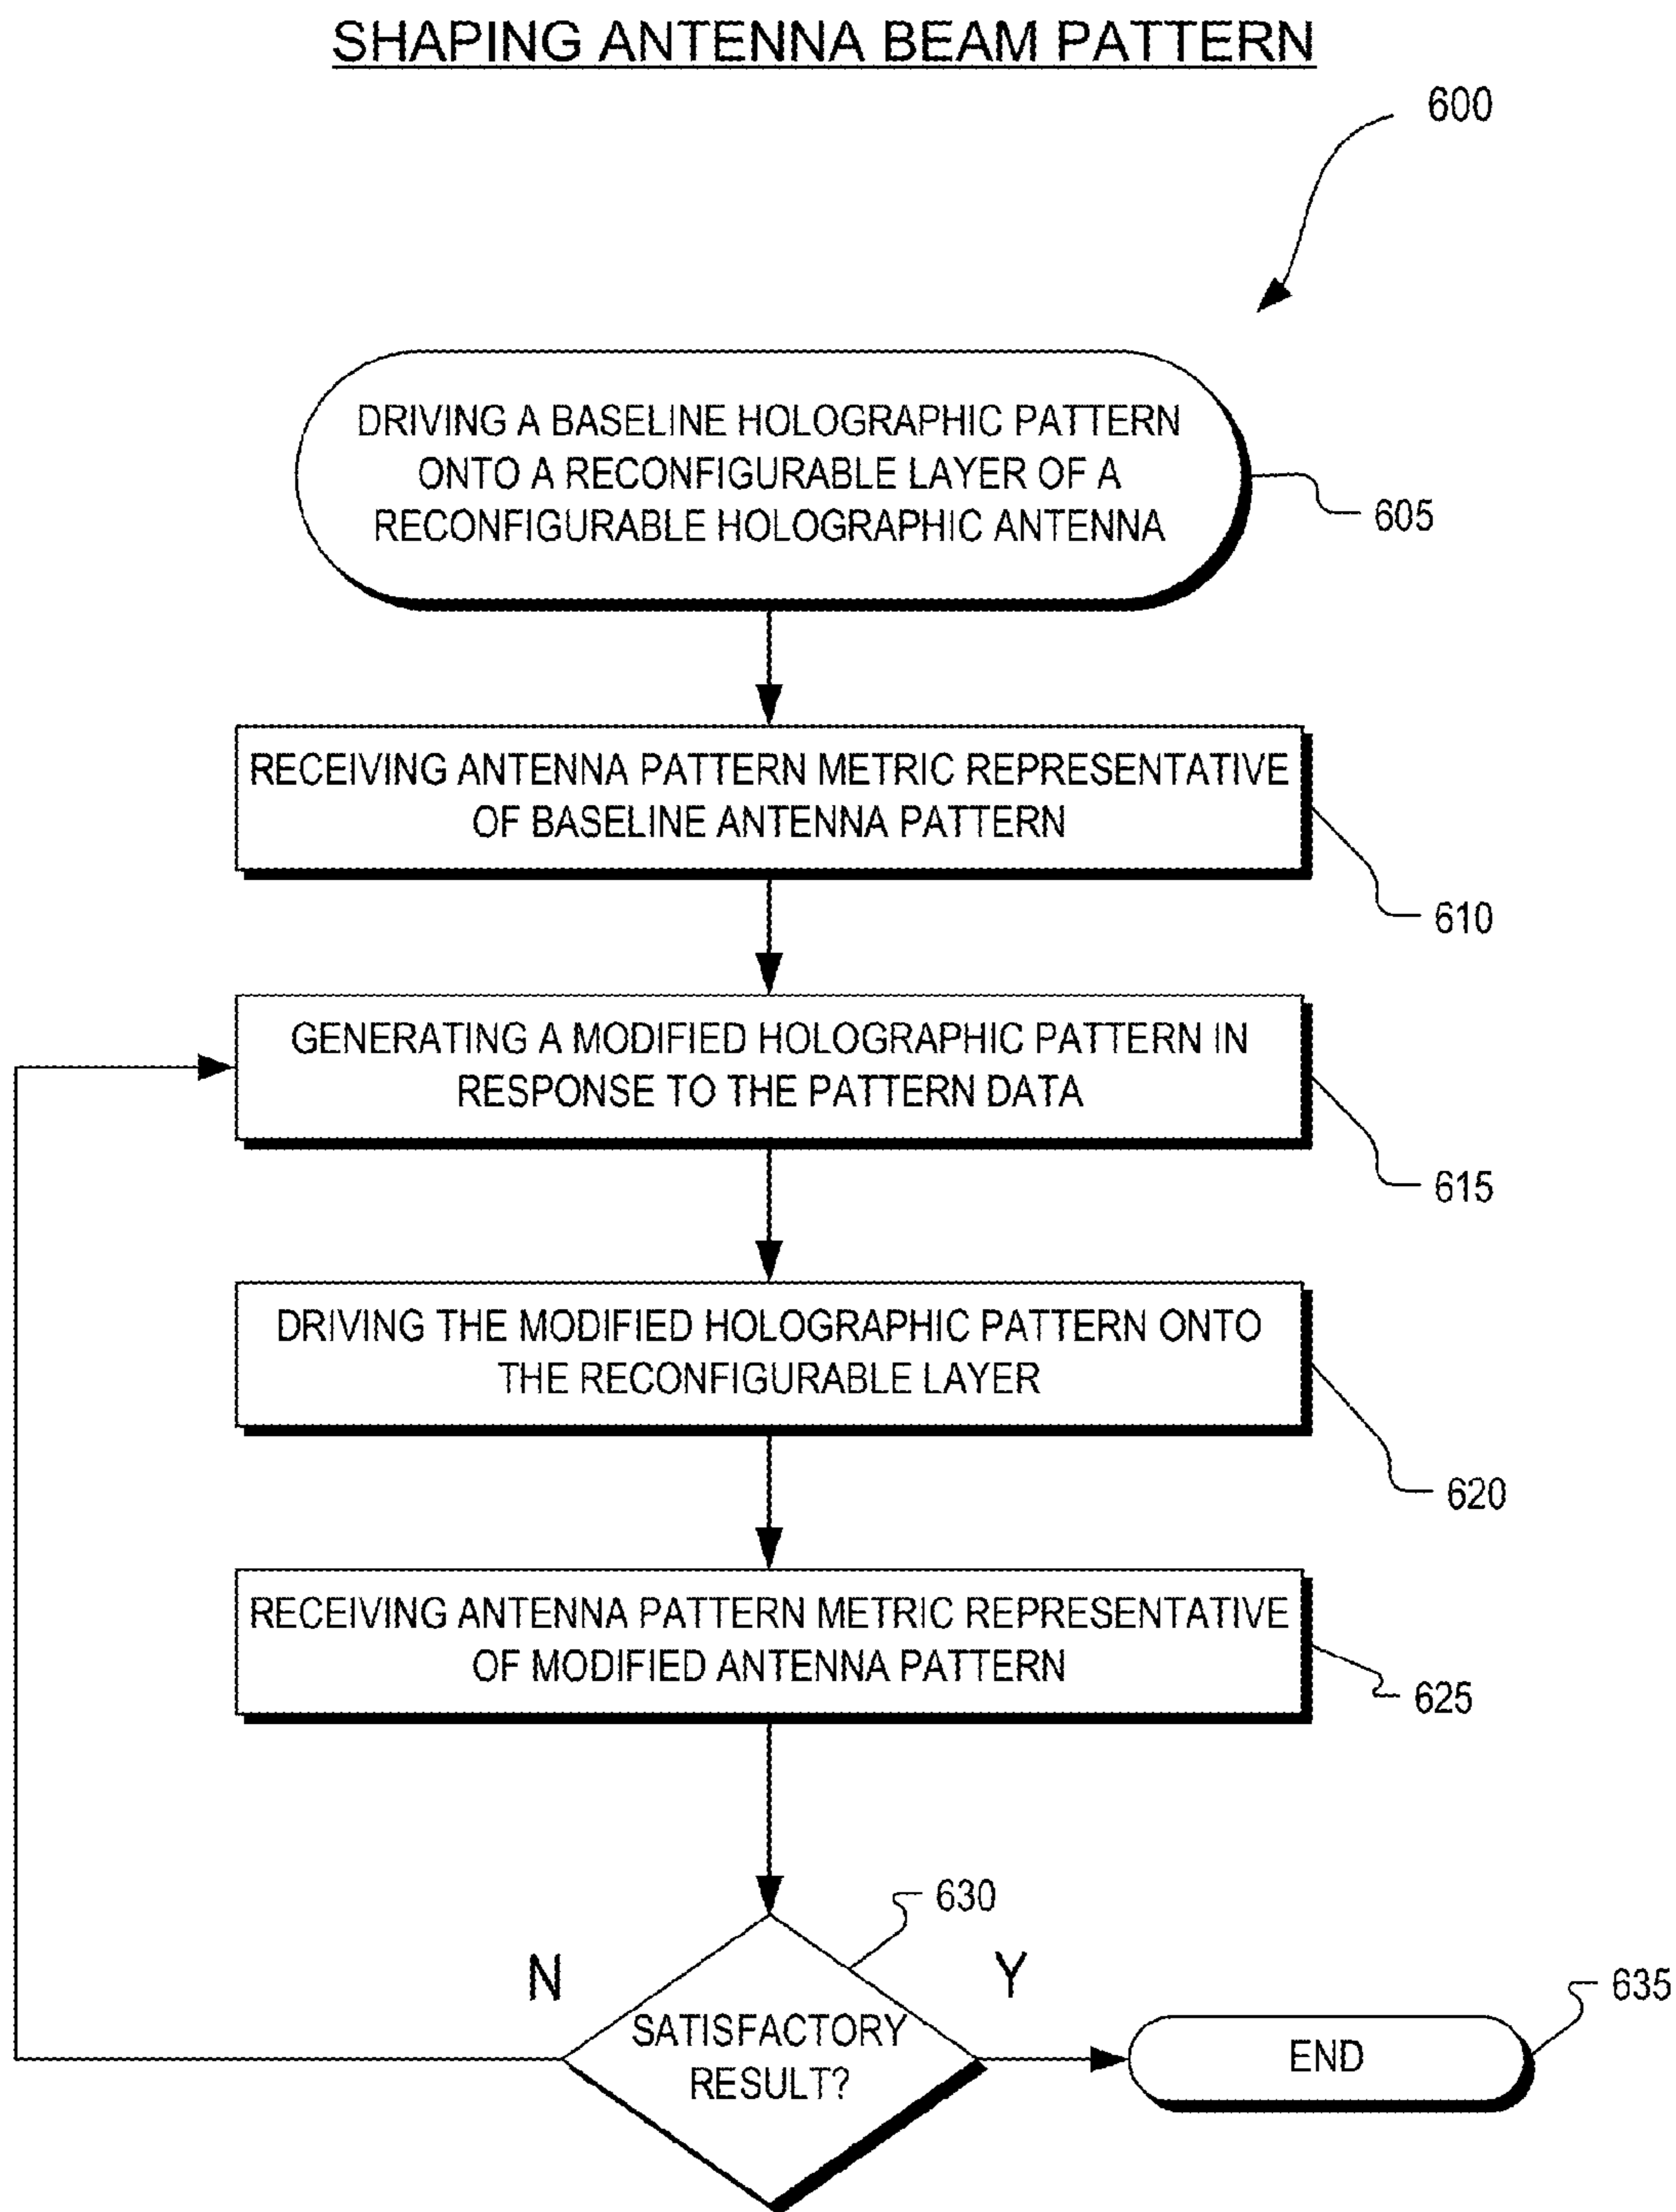 SHAPING ANTENNA BEAM PATTERN
600
DRIVING A BASELINE HOLOGRAPHIC PATTERN
ONTO A RECONFIGURABLE LAYER OF A
RECONFIGURABLE HOLOGRAPHIC ANTENNA
605
RECEIVING ANTENNA PATTERN METRIC REPRESENTATIVE
OF BASELINE ANTENNA PATTERN
610
GENERATING A MODIFIED HOLOGRAPHIC PATTERN IN
RESPONSE TO THE PATTERN DATA
615
DRIVING THE MODIFIED HOLOGRAPHIC PATTERN ONTO
THE RECONFIGURABLE LAYER
620
RECEIVING ANTENNA PATTERN METRIC REPRESENTATIVE
OF MODIFIED ANTENNA PATTERN
625
630
N
Y
SATISFACTORY
RESULT?
635
END